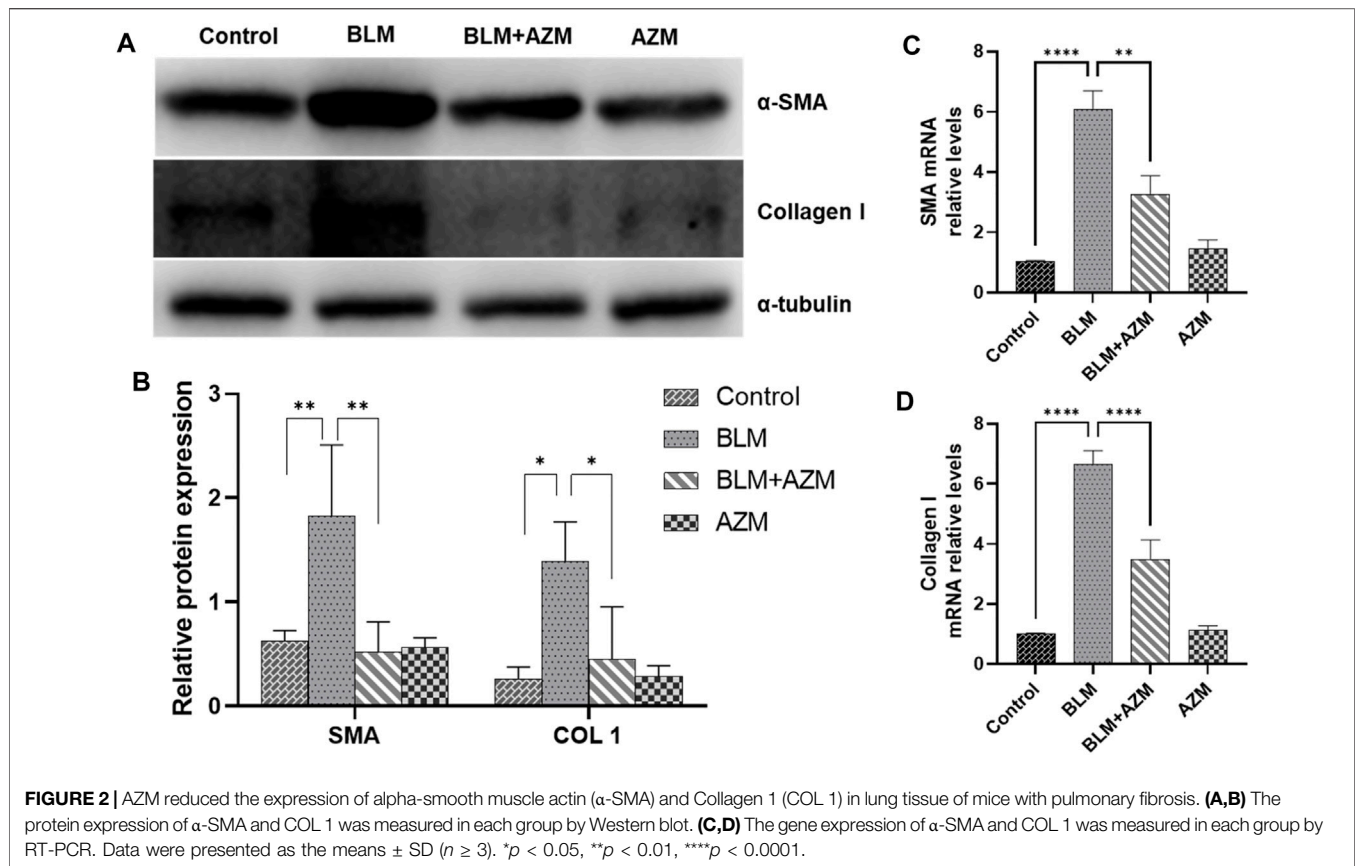 A
Control BLM BLM+AZM AZM
α-SMA
Collagen I
α-tubulin
B
Relative protein expression
3
2
1
0
** **
* *
SMA COL 1
Control
BLM
BLM+AZM
AZM
C
SMA mRNA
relative levels
8
6
4
2
0
**** **
Control BLM BLM+AZM AZM
D
Collagen I
mRNA relative levels
8
6
4
2
0
**** ****
Control BLM BLM+AZM AZM
FIGURE 2 | AZM reduced the expression of alpha-smooth muscle actin (α-SMA) and Collagen 1 (COL 1) in lung tissue of mice with pulmonary fibrosis. (A,B) The
protein expression of α-SMA and COL 1 was measured in each group by Western blot. (C,D) The gene expression of α-SMA and COL 1 was measured in each group by
RT-PCR. Data were presented as the means ± SD (n ≥ 3). *p < 0.05, **p < 0.01, ****p < 0.0001.